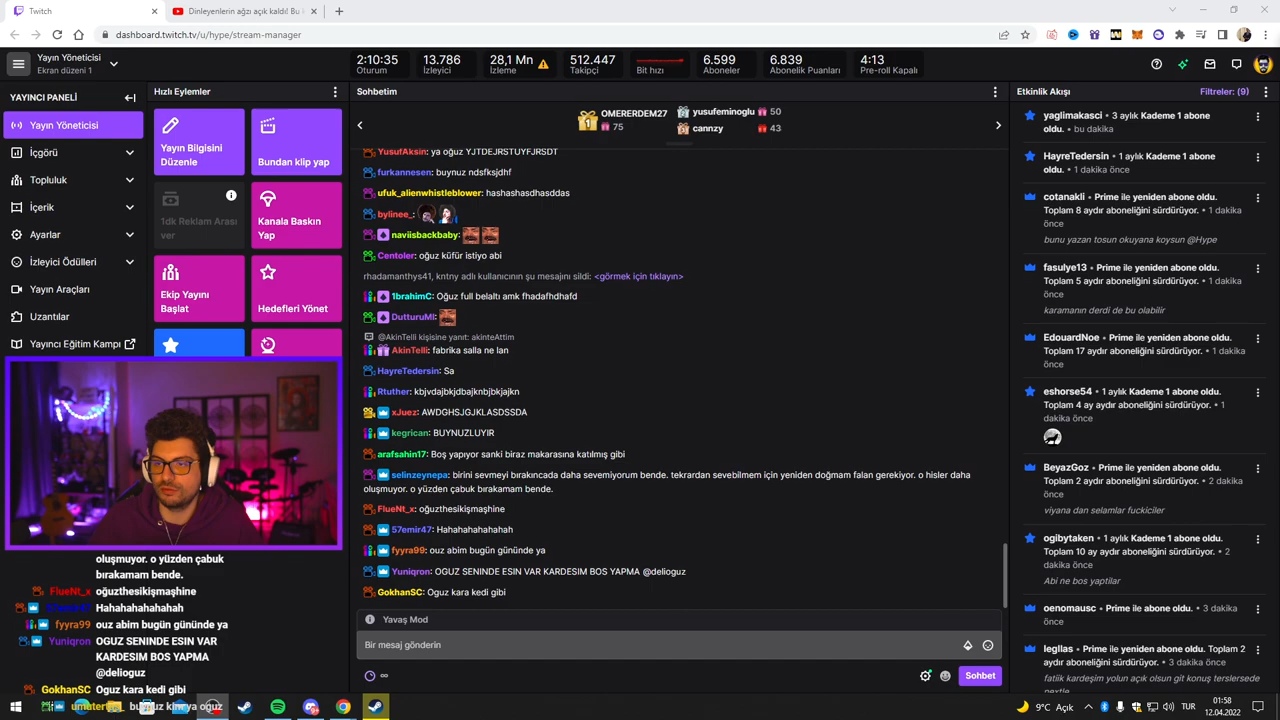 Twitch
Dinleyenlerin ağzı açık kaldı! Bu
dashboard.twitch.tv/u/hype/stream-manager
Yayın Yöneticisi
Ekran düzeni 1
2:10:35
Oturum
13.786
İzleyici
28,1 Mn
İzleme
512.447
Takipçi
Bit hızı
6.599
Aboneler
6.839
Abonelik Puanları
4:13
Pre-roll Kapalı
YAYINCI PANELİ
Yayın Yöneticisi
İçgörü
Topluluk
İçerik
Ayarlar
İzleyici Ödülleri
Yayın Araçları
Uzantılar
Yayıncı Eğitim Kampı
Hızlı Eylemler
Yayın Bilgisini
Düzenle
Bundan klip yap
1dk Reklam Arası
ver
Kanala Baskın
Yap
Ekip Yayını
Başlat
Hedefleri Yönet
oluşmuyor. o yüzden çabuk
bırakamam bende.
FlueNt_x oğuzthesikişmaşhine
57emir47 Hahahahahahahah
fyyra99 ouz abim bugün gününde ya
Yuniqron OGUZ SENINDE ESIN VAR
KARDESIM BOS YAPMA
@delioguz
GokhanSC Oguz kara kedi gibi
Sohbetim
1
OMERERDEM27
75
2 yusufeminoglu 50
3 cannzy 43
YusufAksin: ya oğuz YJTDEJRSTUYFJRSDT
furkannesen: buynuz ndsfksjdhf
ufuk_alienwhistleblower: hashashasdhasddas
bylinee_:
naviisbackbaby:
Centoler: oğuz küfür istiyo abi
rhadamanthys41, kntny adlı kullanıcının şu mesajını sildi: <görmek için tıklayın>
1brahimC: Oğuz full belaltı amk fhadafhdhafd
DutturuMl:
@AkinTelli kişisine yanıt: akinteAttim
AkinTelli: fabrika salla ne lan
HayreTedersin: Sa
Rtuther: kbjvdajbkjdbajknbjkjajkn
xJuez: AWDGHSJGJKLASDSSDA
kegrican: BUYNUZLUYIR
arafsahin17: Boş yapıyor sanki biraz makarasına katılmış gibi
selinzeynepa: birini sevmeyi bırakıncada daha sevemiyorum bende. tekrardan sevebilmem için yeniden doğmam falan gerekiyor. o hisler daha
oluşmuyor. o yüzden çabuk bırakamam bende.
FlueNt_x: oğuzthesikişmaşhine
57emir47: Hahahahahahahah
fyyra99: ouz abim bugün gününde ya
Yuniqron: OGUZ SENINDE ESIN VAR KARDESIM BOS YAPMA @delioguz
GokhanSC: Oguz kara kedi gibi
Yavaş Mod
Bir mesaj gönderin
∞
Sohbet
Etkinlik Akışı
Filtreler: (9)
yaglimakasci • 3 aylık Kademe 1 abone
oldu. • bu dakika
HayreTedersin • 1 aylık Kademe 1 abone
oldu. • 1 dakika önce
cotanakli • Prime ile yeniden abone oldu.
Toplam 8 aydır aboneliğini sürdürüyor. • 1 dakika
önce
bunu yazan tosun okuyana koysun @Hype
fasulye13 • Prime ile yeniden abone oldu.
Toplam 5 aydır aboneliğini sürdürüyor. • 1 dakika
önce
karamanın derdi de bu olabilir
EdouardNoe • Prime ile yeniden abone oldu.
Toplam 17 aydır aboneliğini sürdürüyor. • 1 dakika
önce
eshorse54 • 1 aylık Kademe 1 abone oldu.
Toplam 4 ay aydır aboneliğini sürdürüyor. • 1
dakika önce
BeyazGoz • Prime ile yeniden abone oldu.
Toplam 2 aydır aboneliğini sürdürüyor. • 2 dakika
önce
viyana dan selamlar fuckiciler
ogibytaken • 1 aylık Kademe 1 abone oldu.
Toplam 10 ay aydır aboneliğini sürdürüyor. • 2
dakika önce
Abi ne bos yaptilar
oenomausc • Prime ile abone oldu. • 3 dakika
önce
legllas • Prime ile yeniden abone oldu. Toplam 2
aydır aboneliğini sürdürüyor. • 3 dakika önce
fatiik kardeşim yolun açık olsun git konuş terslersede
9°C Açık
TUR
01:58
12.04.2022